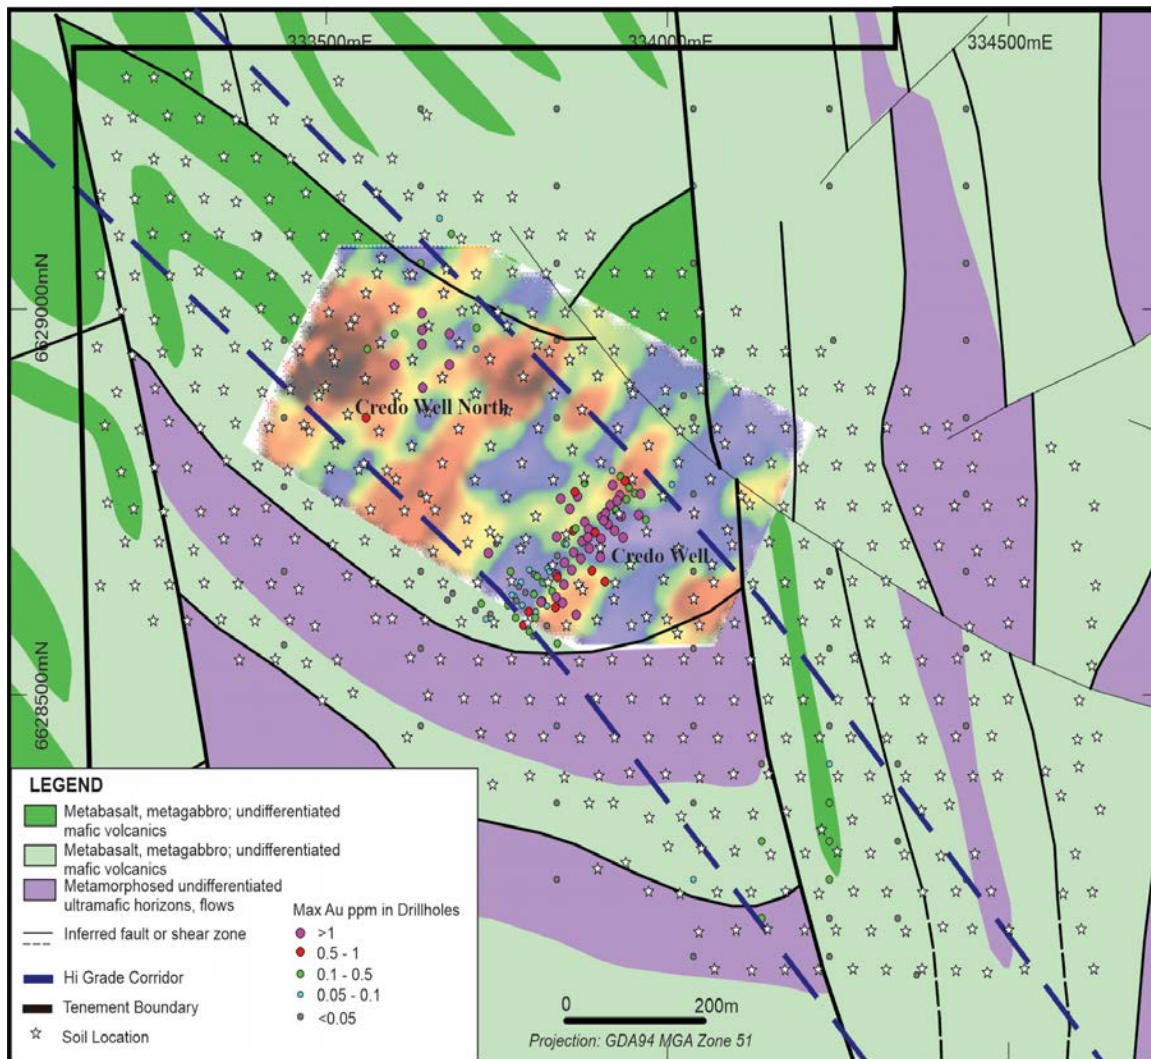 333500mE
334000mE
334500mE
6629000mN
Credo Well North
Credo Well
6628500mN
LEGEND
Metabasalt, metagabbro; undifferentiated
mafic volcanics
Metabasalt, metagabbro; undifferentiated
mafic volcanics
Metamorphosed undifferentiated
ultramafic horizons, flows
Inferred fault or shear zone
Hi Grade Corridor
Tenement Boundary
Soil Location
Max Au ppm in Drillholes
>1
0.5 - 1
0.1 - 0.5
0.05 - 0.1
<0.05
0
200m
Projection: GDA94 MGA Zone 51